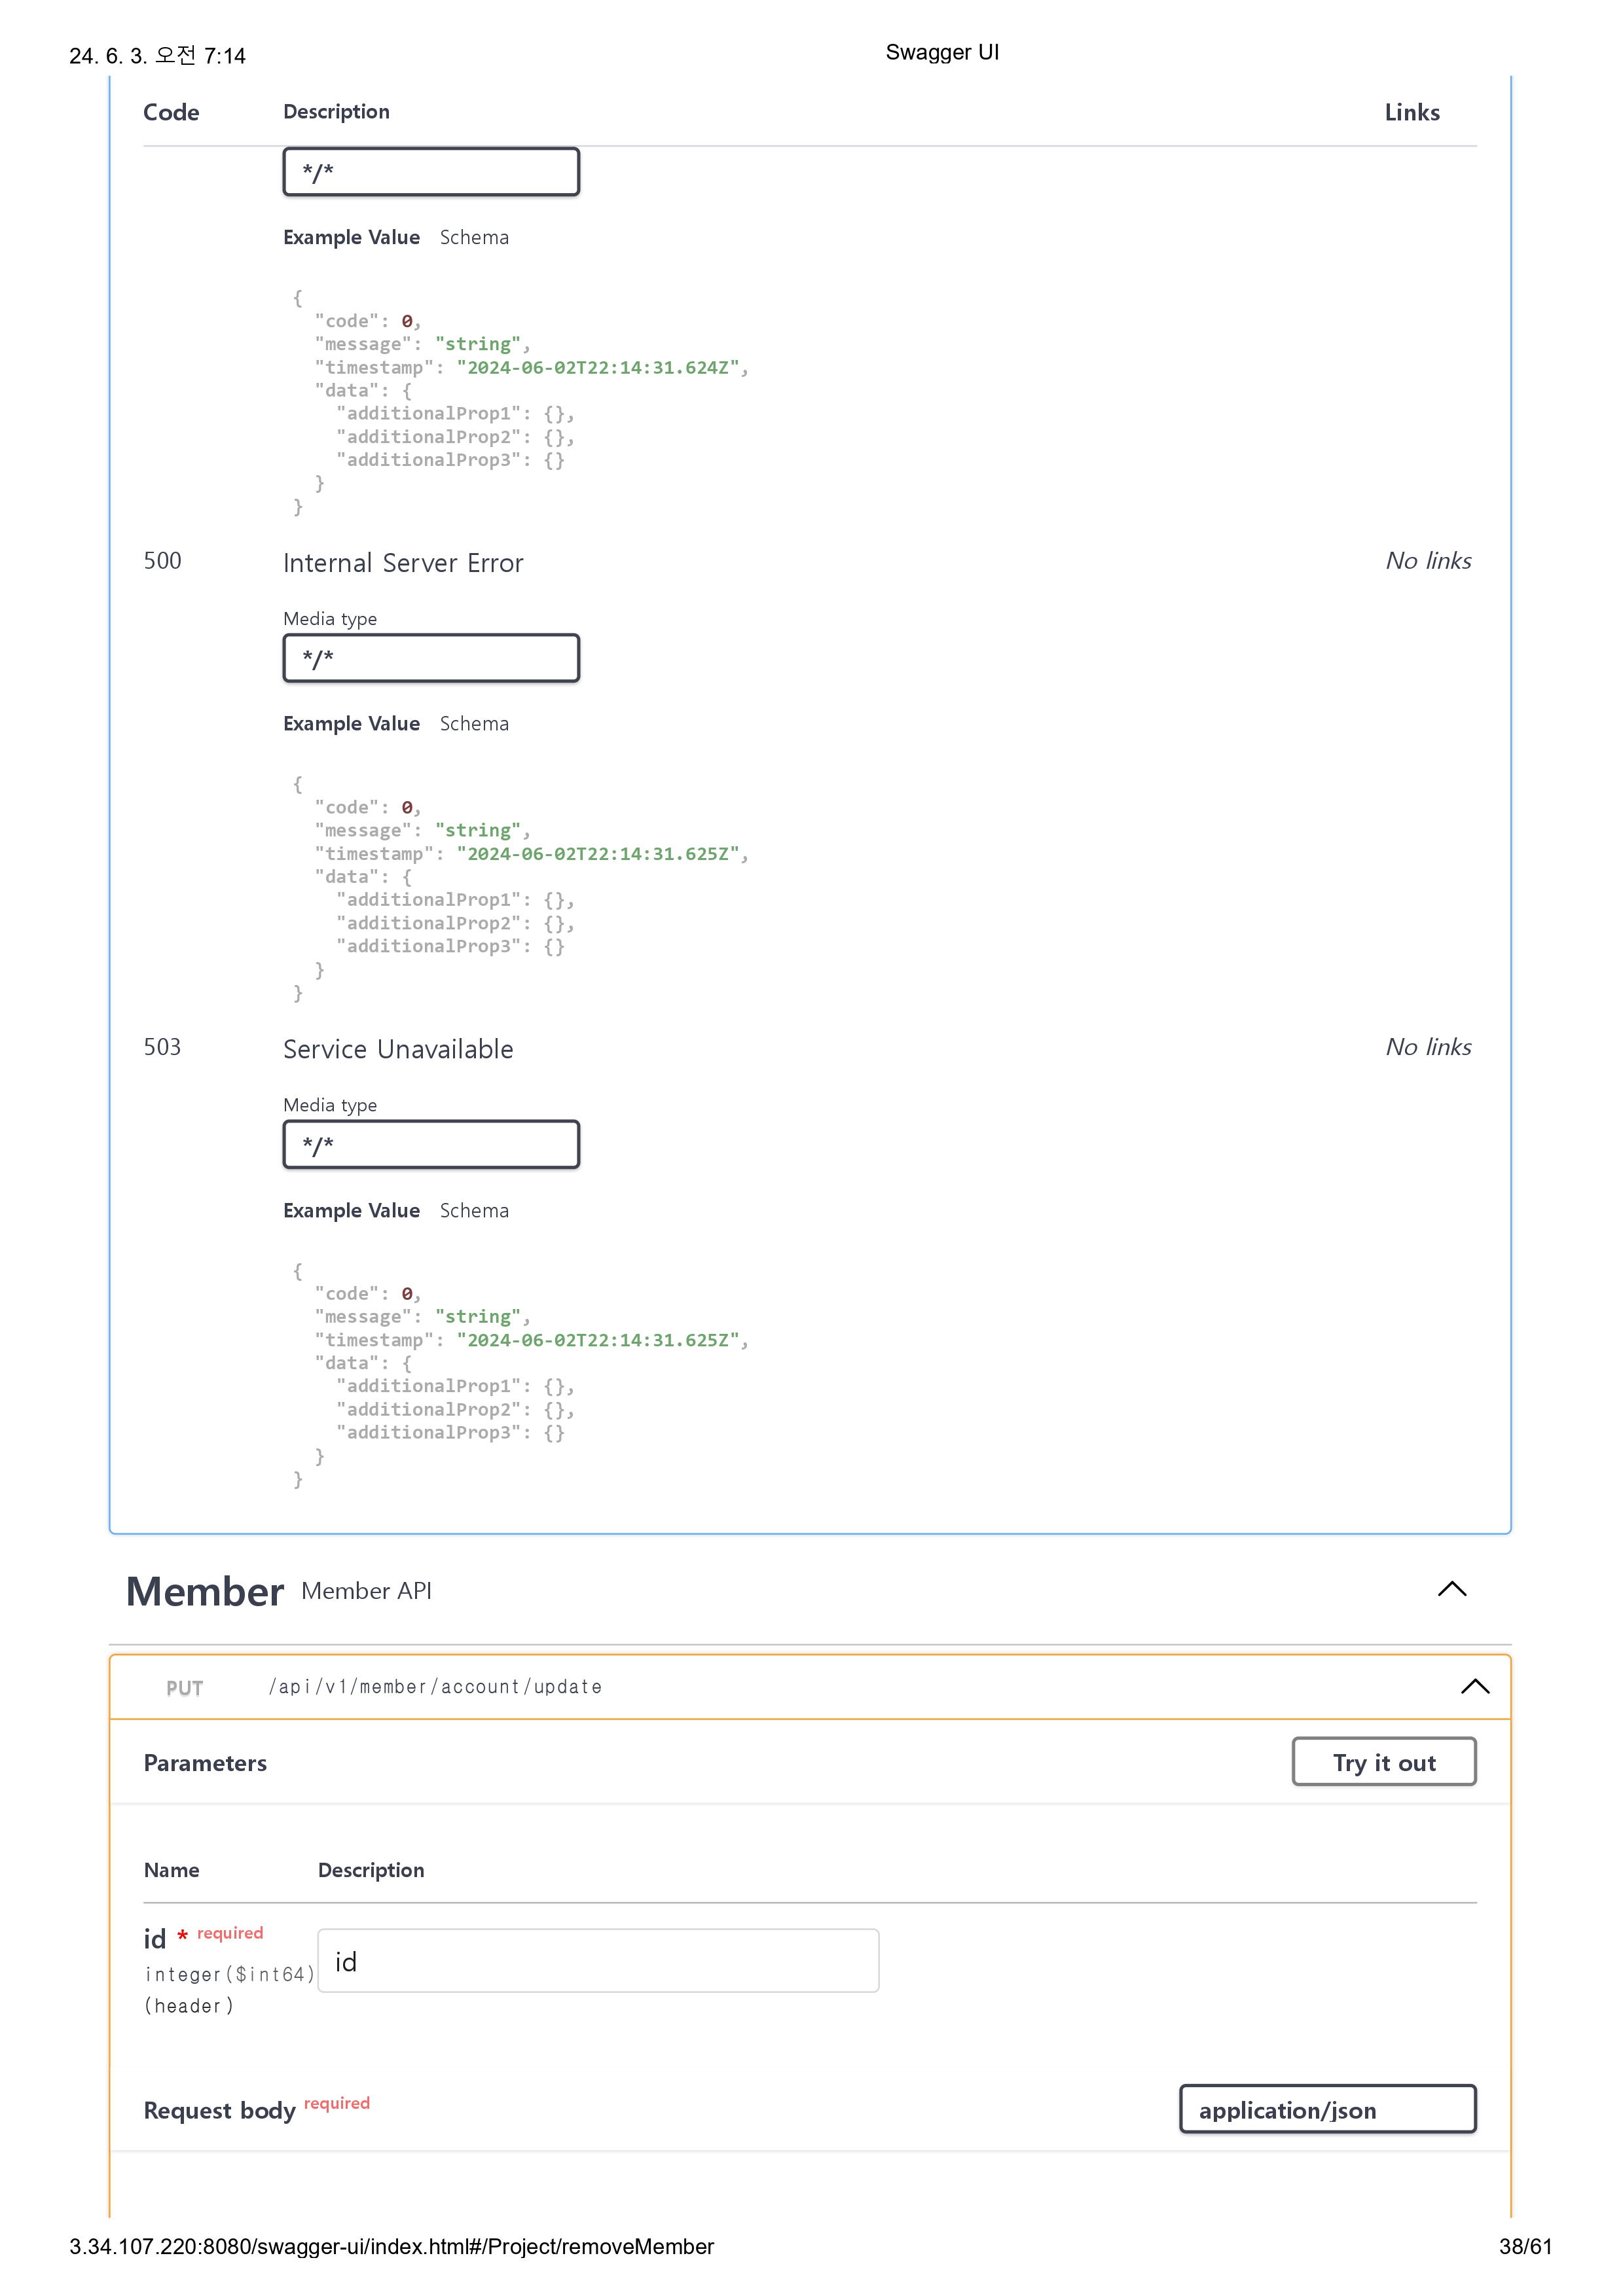 24. 6. 3. 오전 7:14
Swagger UI
Code Description Links
*/*
Example Value Schema
{
"code": 0,
"message": "string",
"timestamp": "2024-06-02T22:14:31.624Z",
"data": {
"additionalProp1": {},
"additionalProp2": {},
"additionalProp3": {}
}
}
500 Internal Server Error No links
Media type
*/*
Example Value Schema
{
"code": 0,
"message": "string",
"timestamp": "2024-06-02T22:14:31.625Z",
"data": {
"additionalProp1": {},
"additionalProp2": {},
"additionalProp3": {}
}
}
503 Service Unavailable No links
Media type
*/*
Example Value Schema
{
"code": 0,
"message": "string",
"timestamp": "2024-06-02T22:14:31.625Z",
"data": {
"additionalProp1": {},
"additionalProp2": {},
"additionalProp3": {}
}
}
Member Member API
PUT /api/v1/member/account/update
Parameters Try it out
Name Description
id * required
id
integer($int64)
(header)
Request body required application/json
3.34.107.220:8080/swagger-ui/index.html#/Project/removeMember 38/61